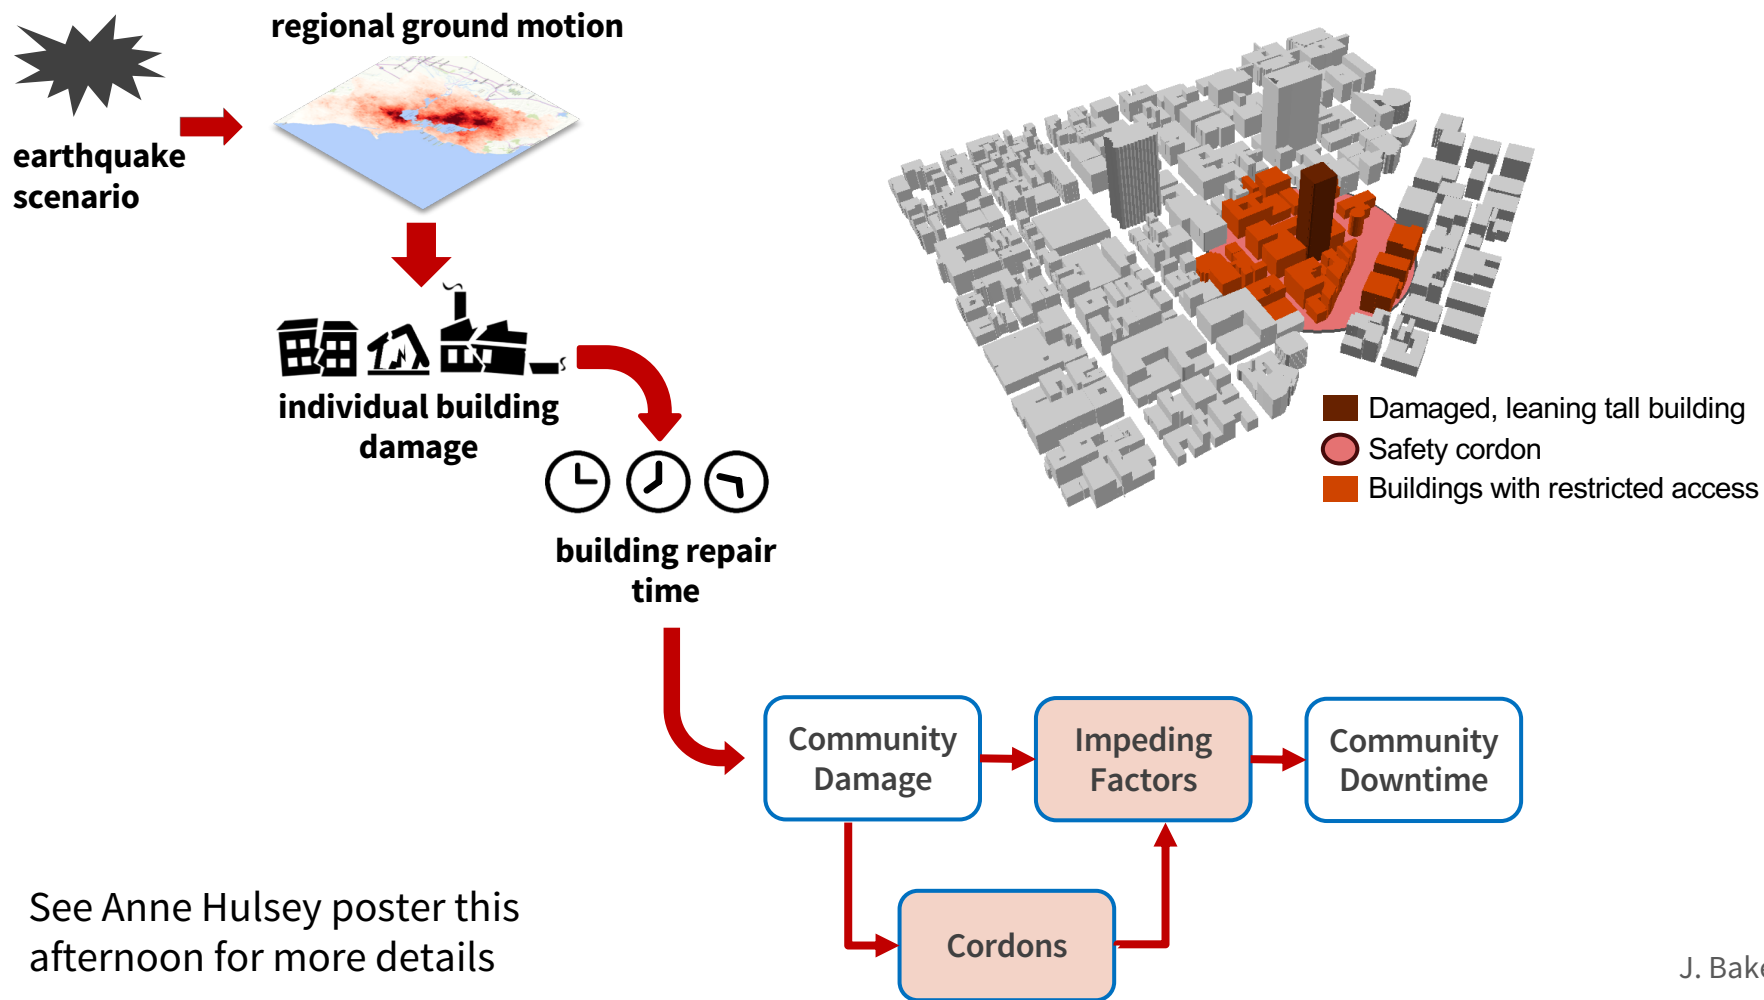 regional ground motion
earthquake
scenario
individual building
damage
building repair
time
Damaged, leaning tall building
Safety cordon
Buildings with restricted access
Community
Damage
Impeding
Factors
Community
Downtime
Cordons
See Anne Hulsey poster this
afternoon for more details
J.